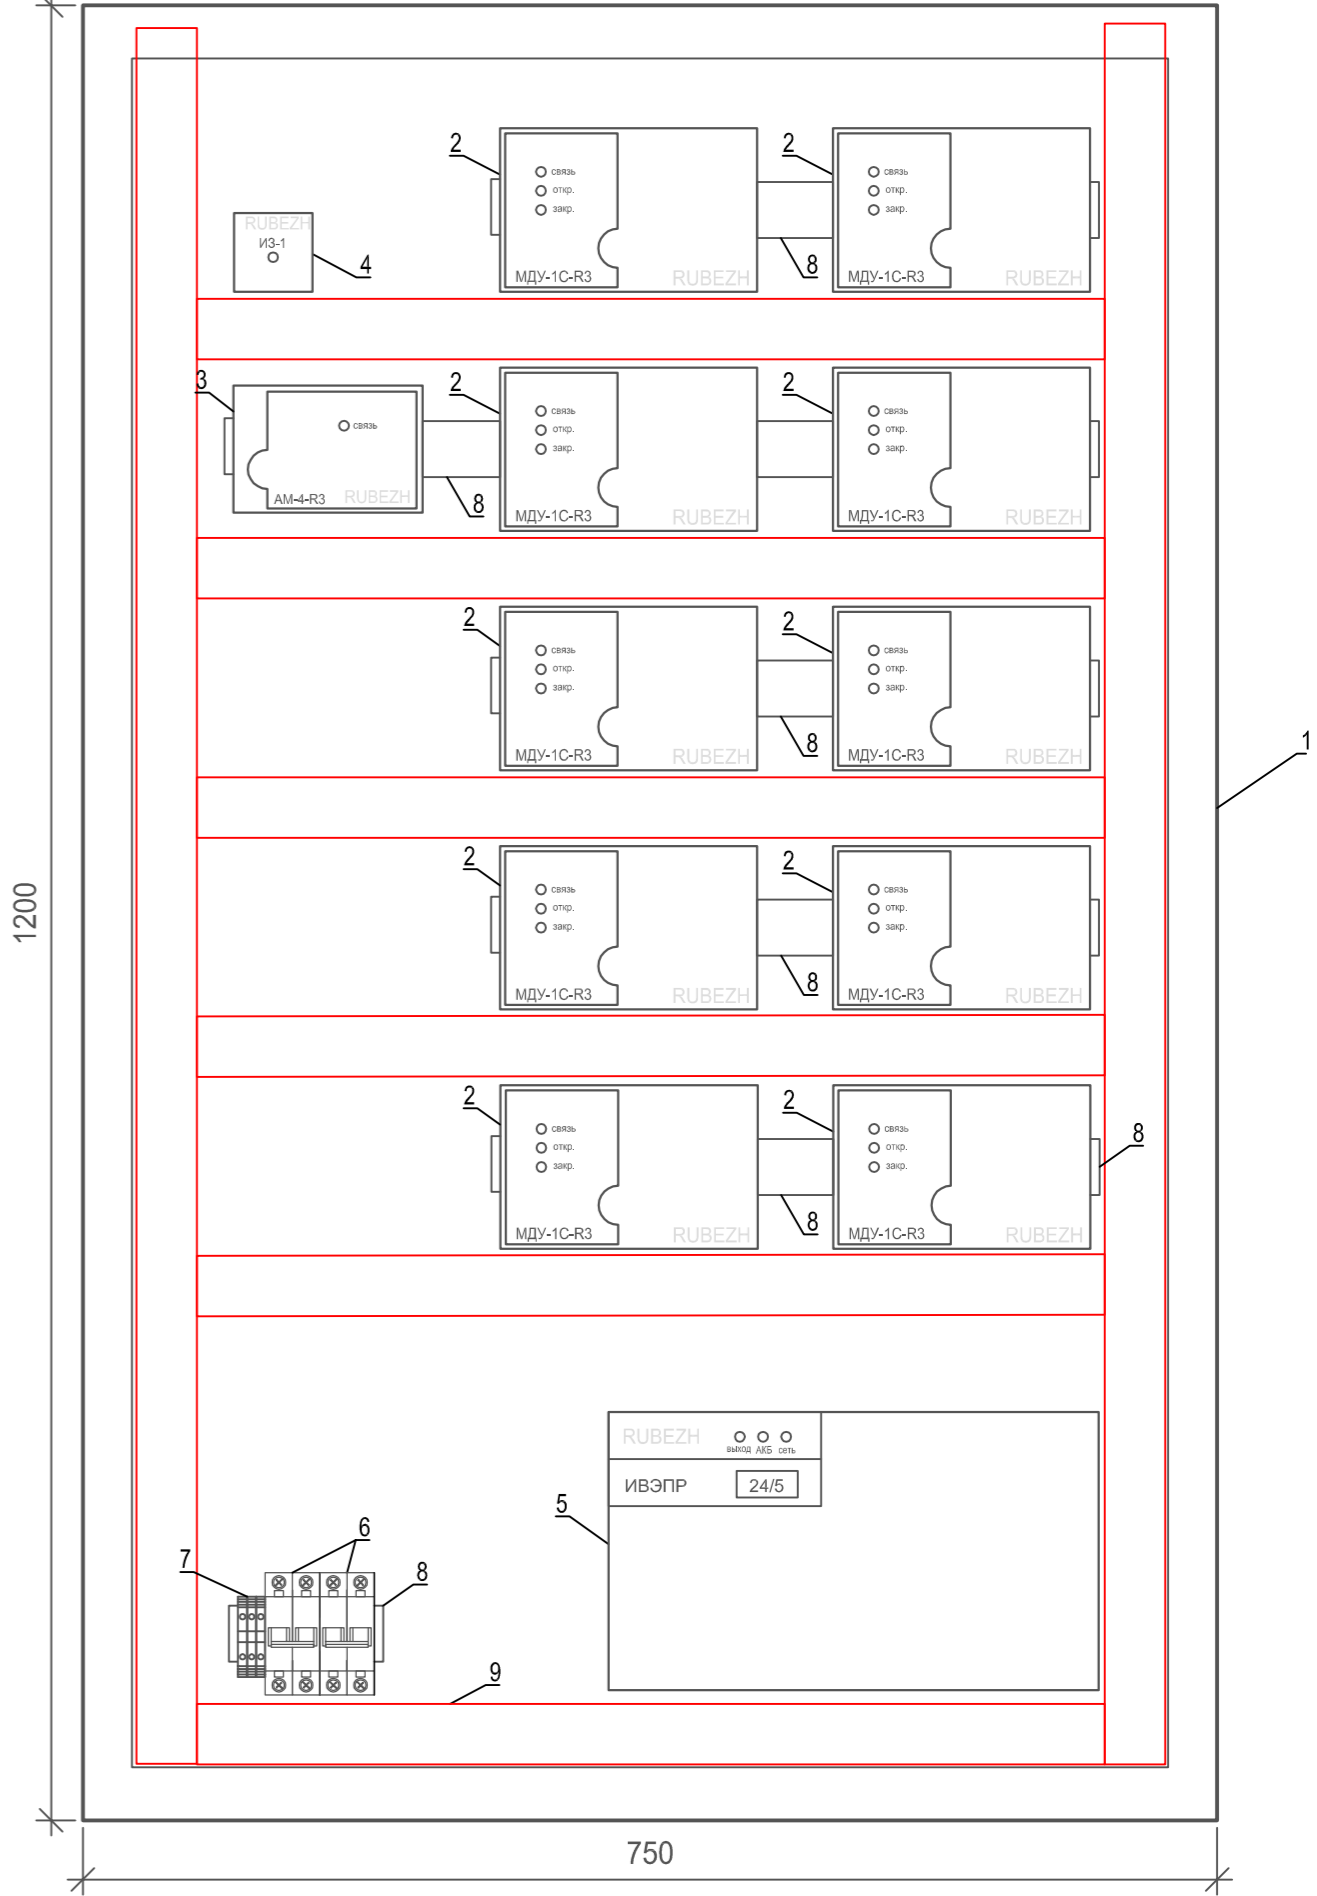 2
2
связь
откр.
закр.
связь
откр.
закр.
RUBEZH
ИЗ-1
4
8
МДУ-1С-R3
RUBEZH
МДУ-1С-R3
RUBEZH
3
2
2
связь
связь
откр.
закр.
связь
откр.
закр.
АМ-4-R3
RUBEZH
8
МДУ-1С-R3
RUBEZH
МДУ-1С-R3
RUBEZH
2
2
связь
откр.
закр.
связь
откр.
закр.
8
МДУ-1С-R3
RUBEZH
МДУ-1С-R3
RUBEZH
1
2
2
связь
откр.
закр.
связь
откр.
закр.
1200
8
МДУ-1С-R3
RUBEZH
МДУ-1С-R3
RUBEZH
2
2
связь
откр.
закр.
связь
откр.
закр.
8
8
МДУ-1С-R3
RUBEZH
МДУ-1С-R3
RUBEZH
RUBEZH
выход АКБ сеть
ИВЭПР
24/5
5
6
7
8
9
750